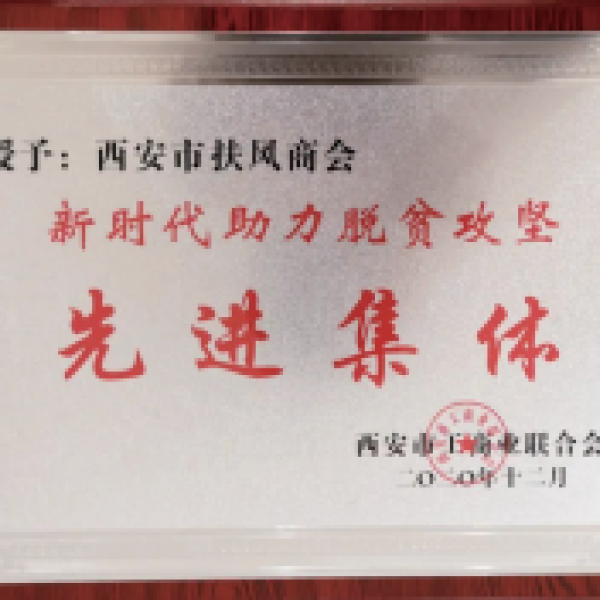 授予：西安市扶风商会
新时代助力脱贫攻坚
先进集体
西安市工商业联合会
二〇二〇年十二月